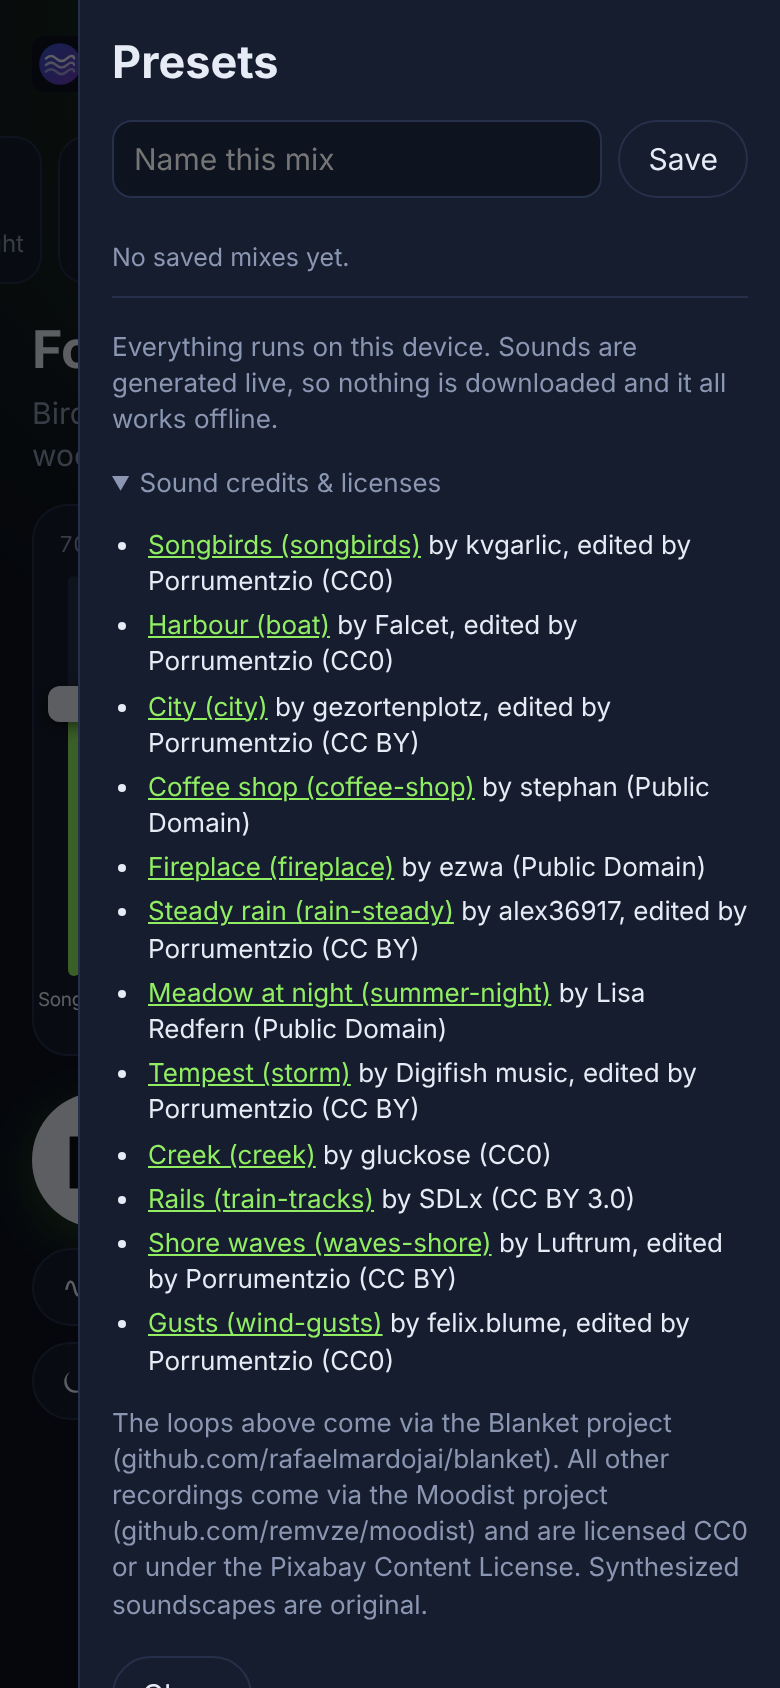 Presets
Name this mix
Save
No saved mixes yet.
Everything runs on this device. Sounds are
generated live, so nothing is downloaded and it all
works offline.
▼ Sound credits & licenses
• Songbirds (songbirds) by kvgarlic, edited by
Porrumentzio (CC0)
• Harbour (boat) by Falcet, edited by
Porrumentzio (CC0)
• City (city) by gezortenplotz, edited by
Porrumentzio (CC BY)
• Coffee shop (coffee-shop) by stephan (Public
Domain)
• Fireplace (fireplace) by ezwa (Public Domain)
• Steady rain (rain-steady) by alex36917, edited by
Porrumentzio (CC BY)
• Meadow at night (summer-night) by Lisa
Redfern (Public Domain)
• Tempest (storm) by Digifish music, edited by
Porrumentzio (CC BY)
• Creek (creek) by gluckose (CC0)
• Rails (train-tracks) by SDLx (CC BY 3.0)
• Shore waves (waves-shore) by Luftrum, edited
by Porrumentzio (CC BY)
• Gusts (wind-gusts) by felix.blume, edited by
Porrumentzio (CC0)
The loops above come via the Blanket project
(github.com/rafaelmardojai/blanket). All other
recordings come via the Moodist project
(github.com/remvze/moodist) and are licensed CC0
or under the Pixabay Content License. Synthesized
soundscapes are original.